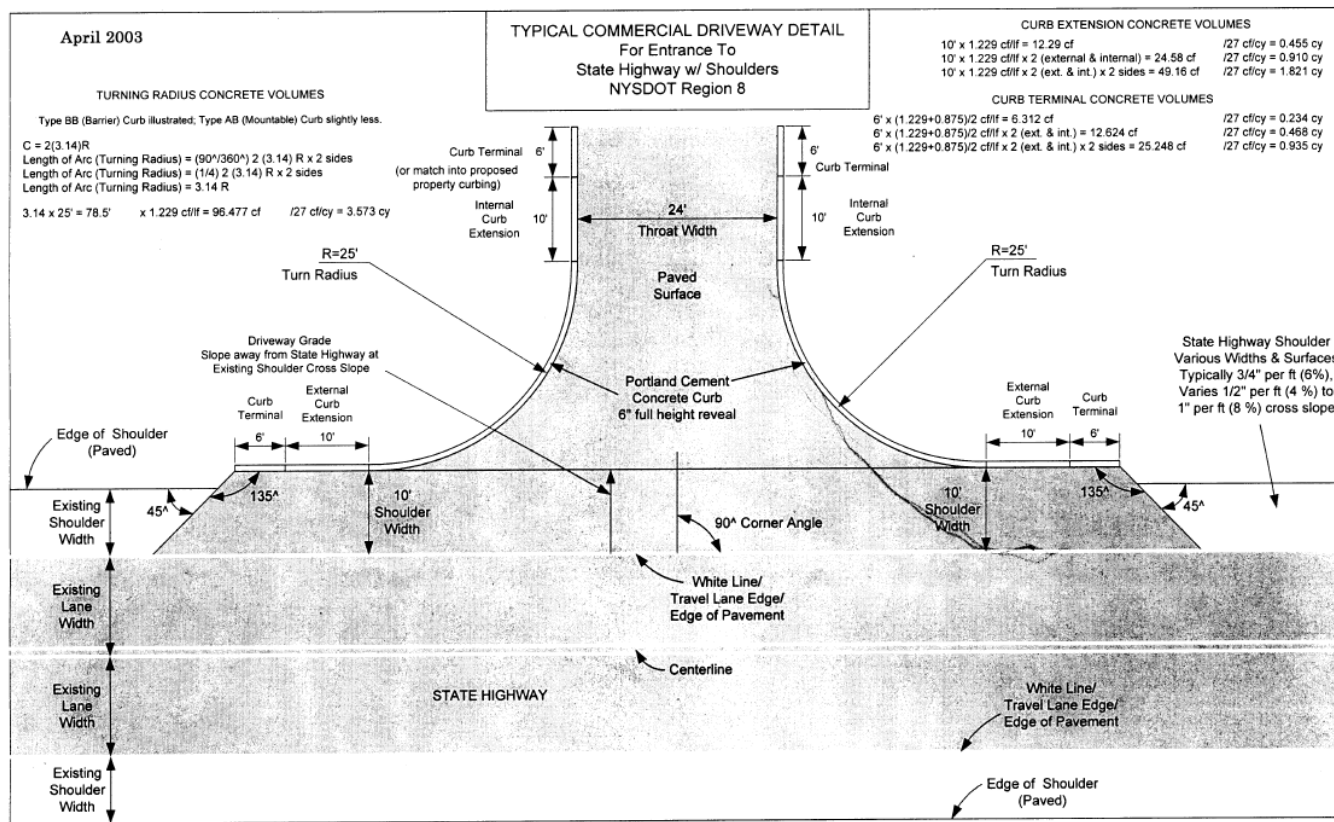 April 2003
TYPICAL COMMERCIAL DRIVEWAY DETAIL
For Entrance To
State Highway w/ Shoulders
NYSDOT Region 8
CURB EXTENSION CONCRETE VOLUMES
10' x 1.229 cf/lf = 12.29 cf /27 cf/cy = 0.455 cy
10' x 1.229 cf/lf x 2 (external & internal) = 24.58 cf /27 cf/cy = 0.910 cy
10' x 1.229 cf/lf x 2 (ext. & int.) x 2 sides = 49.16 cf /27 cf/cy = 1.821 cy
CURB TERMINAL CONCRETE VOLUMES
6' x (1.229+0.875)/2 cf/lf = 6.312 cf /27 cf/cy = 0.234 cy
6' x (1.229+0.875)/2 cf/lf x 2 (ext. & int.) = 12.624 cf /27 cf/cy = 0.468 cy
6' x (1.229+0.875)/2 cf/lf x 2 (ext. & int.) x 2 sides = 25.248 cf /27 cf/cy = 0.935 cy
TURNING RADIUS CONCRETE VOLUMES
Type BB (Barrier) Curb illustrated; Type AB (Mountable) Curb slightly less.
C = 2(3.14)R
Length of Arc (Turning Radius) = (90^/360^) 2 (3.14) R x 2 sides
Length of Arc (Turning Radius) = (1/4) 2 (3.14) R x 2 sides
Length of Arc (Turning Radius) = 3.14 R
3.14 x 25' = 78.5' x 1.229 cf/lf = 96.477 cf /27 cf/cy = 3.573 cy
Curb Terminal
6'
(or match into proposed
property curbing)
Internal
Curb
Extension
10'
6'
Curb Terminal
10'
Internal
Curb
Extension
24'
Throat Width
R=25'
Turn Radius
Paved
Surface
R=25'
Turn Radius
Driveway Grade
Slope away from State Highway at
Existing Shoulder Cross Slope
Portland Cement
Concrete Curb
6" full height reveal
State Highway Shoulder
Various Widths & Surfaces
Typically 3/4" per ft (6%),
Varies 1/2" per ft (4 %) to
1" per ft (8 %) cross slope
Curb
Terminal
6'
External
Curb
Extension
10'
External
Curb
Extension
10'
Curb
Terminal
6'
Edge of Shoulder
(Paved)
Existing
Shoulder
Width
45^
135^
10'
Shoulder
Width
90^ Corner Angle
10'
Shoulder
Width
135^
45^
White Line/
Travel Lane Edge/
Edge of Pavement
Existing
Lane
Width
Centerline
Existing
Lane
Width
STATE HIGHWAY
White Line/
Travel Lane Edge/
Edge of Pavement
Existing
Shoulder
Width
Edge of Shoulder
(Paved)